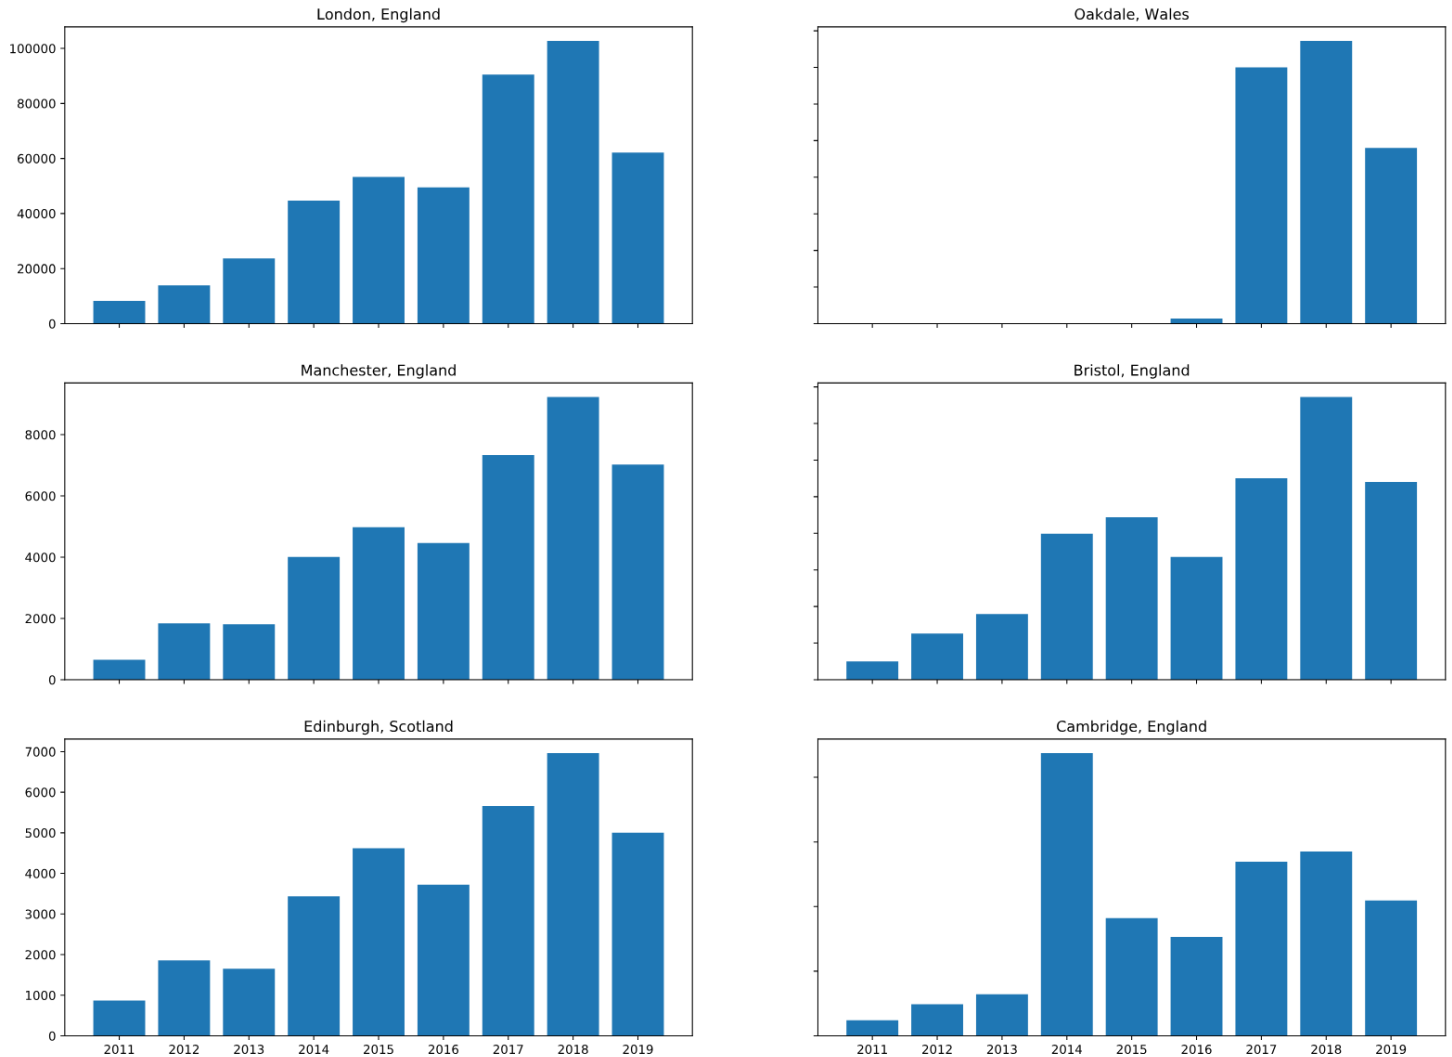 London, England
100000
80000
60000
40000
20000
0
Oakdale, Wales
Manchester, England
8000
6000
4000
2000
0
Bristol, England
Edinburgh, Scotland
7000
6000
5000
4000
3000
2000
1000
0
2011 2012 2013 2014 2015 2016 2017 2018 2019
Cambridge, England
2011 2012 2013 2014 2015 2016 2017 2018 2019